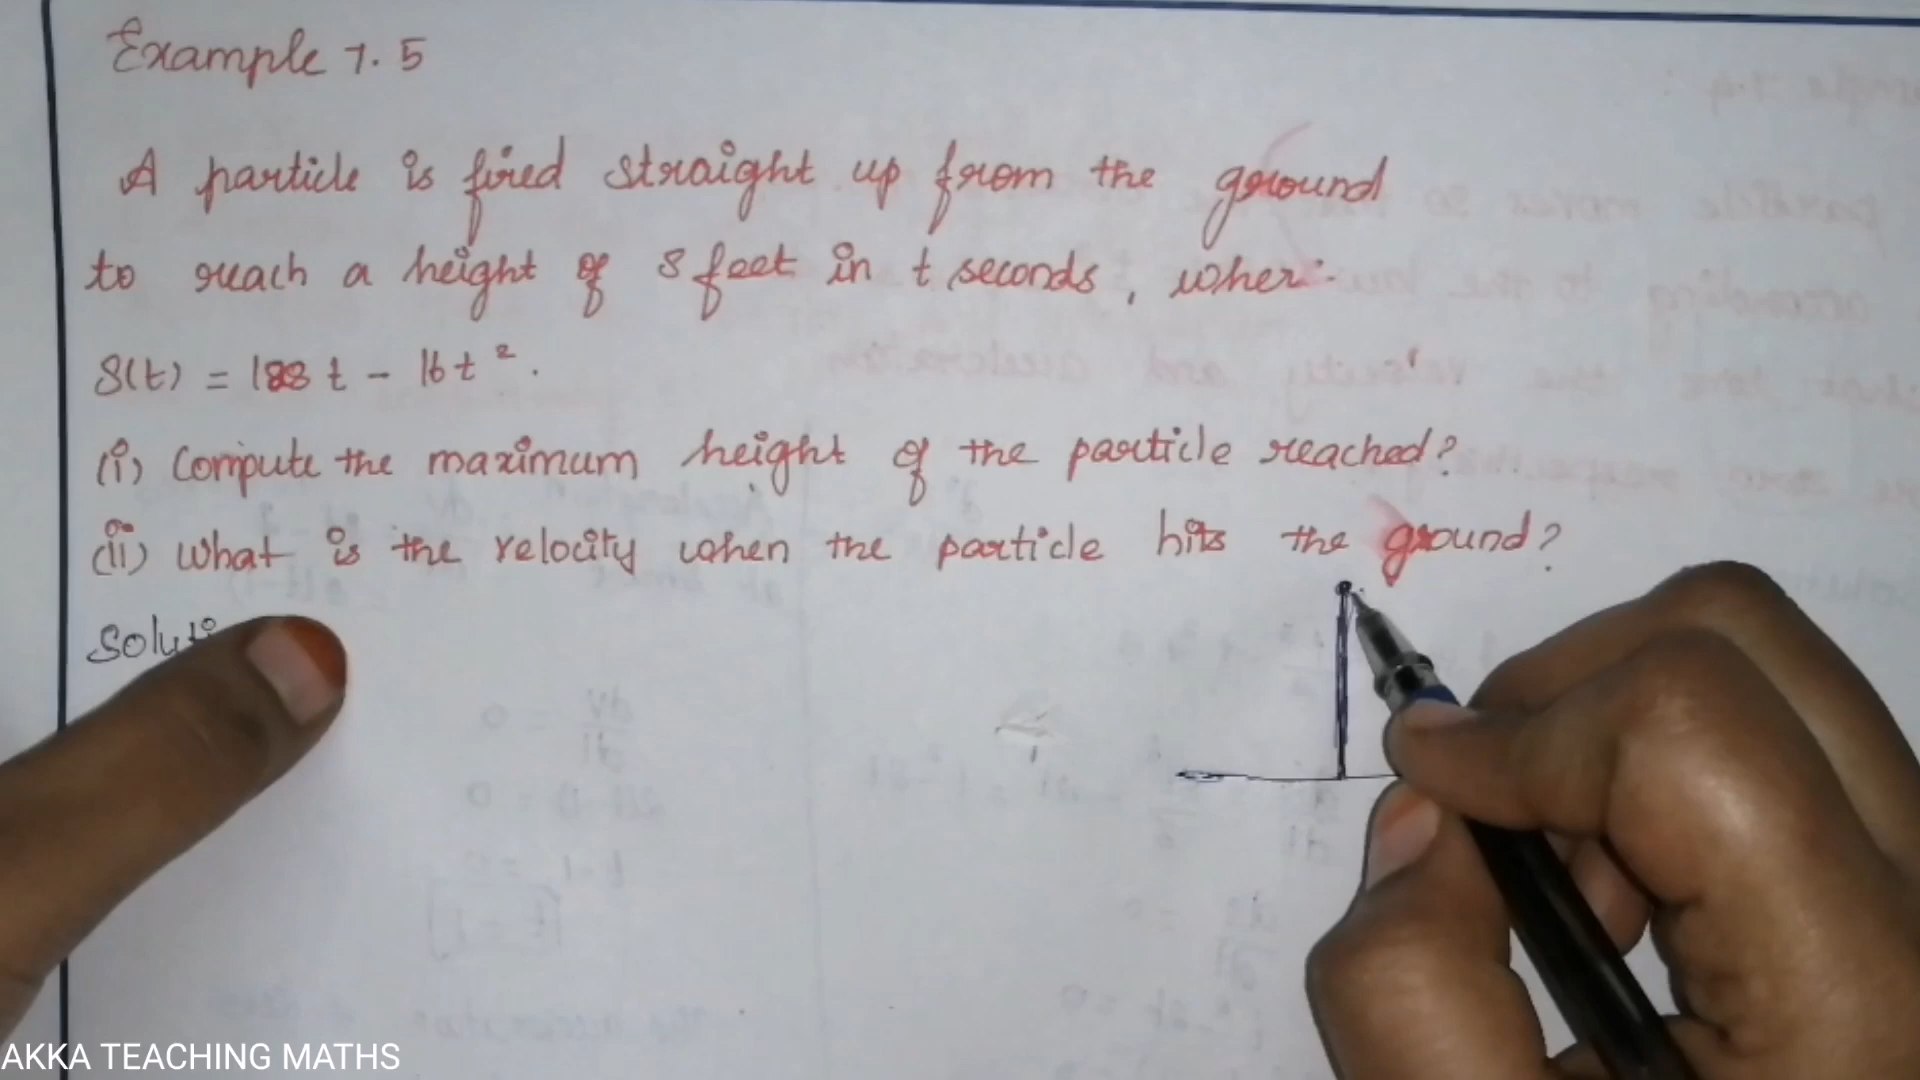 Example 7.5
A particle is fired straight up from the ground
to reach a height of s feet in t seconds, where
S(t) = 128 t - 16 t².
(i) Compute the maximum height of the particle reached?
(ii) What is the velocity when the particle hits the ground?
AKKA TEACHING MATHS